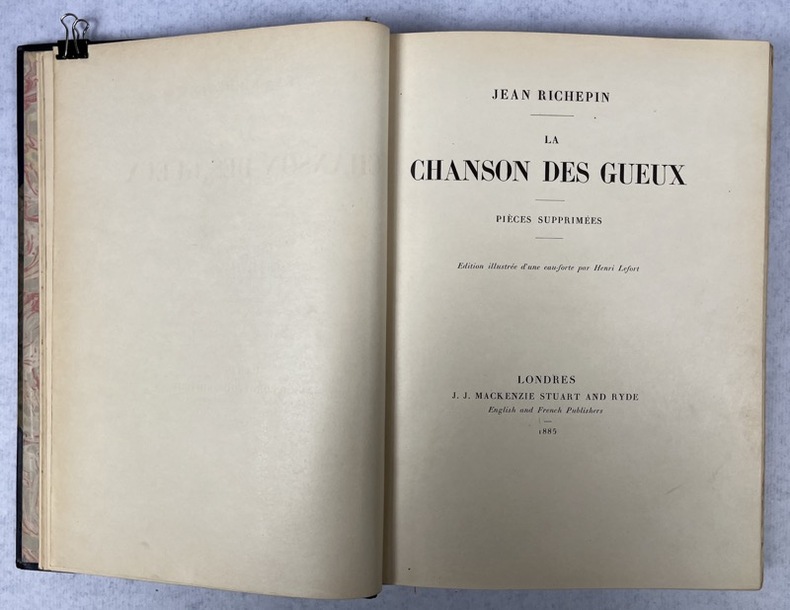 JEAN RICHEPIN
LA
CHANSON DES GUEUX
PIÈCES SUPPRIMÉES
Edition illustrée d'une eau-forte par Henri Lefort
LONDRES
J. J. MACKENZIE STUART AND RYDE
English and French Publishers
1885